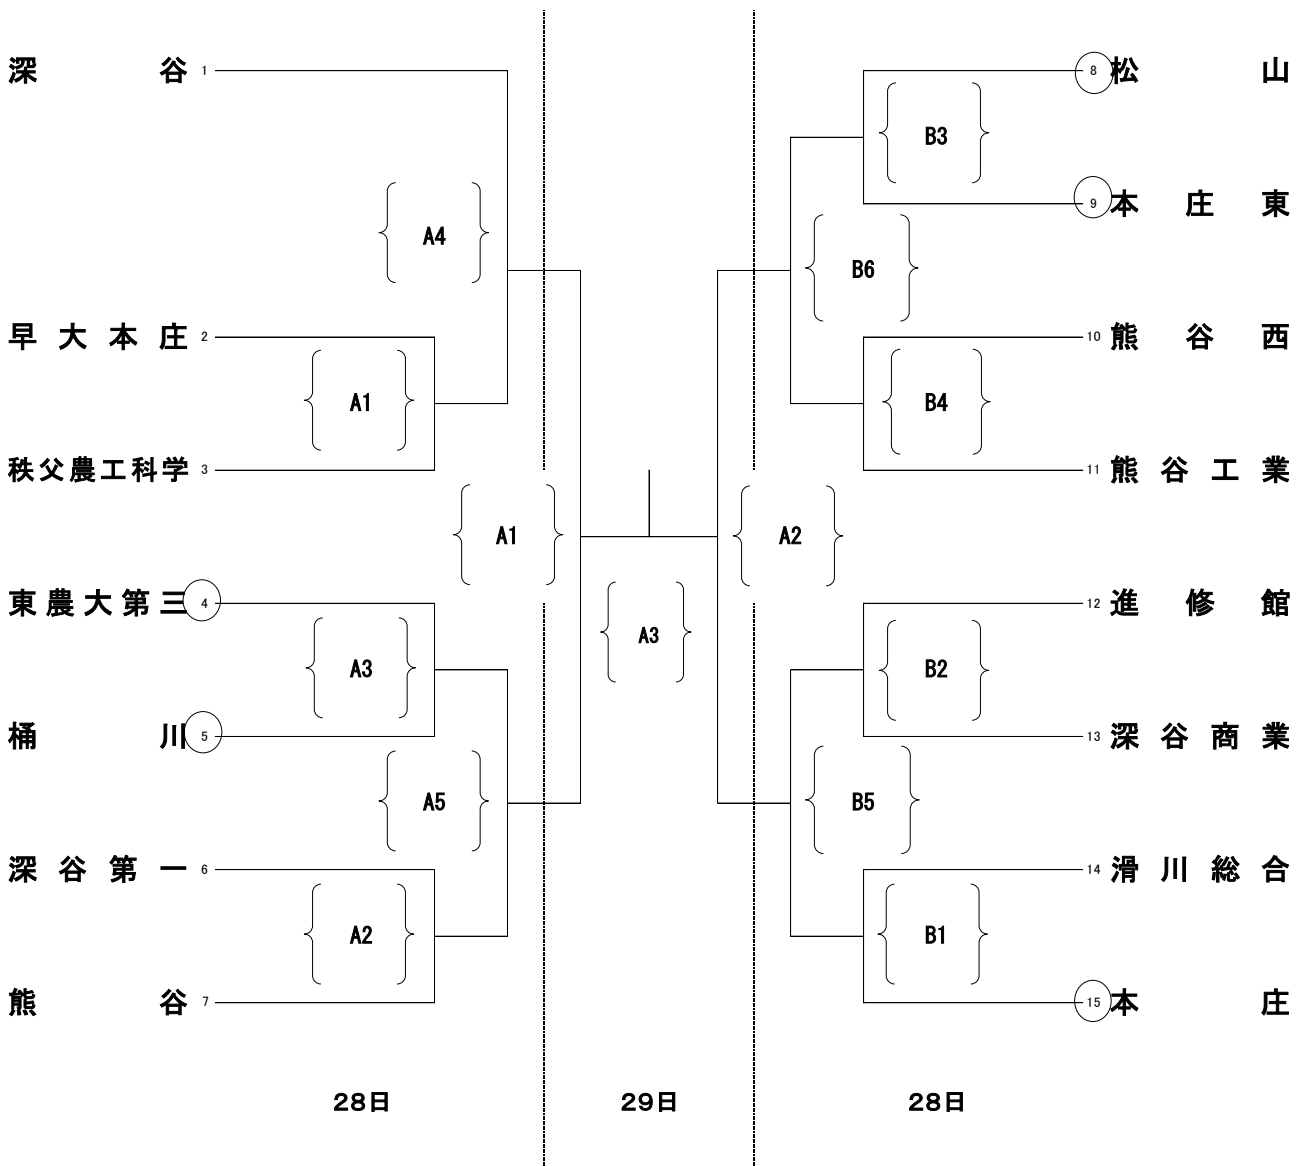 深谷 1
8 松山
B3
9 本庄東
A4
B6
早大本庄 2
10 熊谷西
A1
B4
秩父農工科学 3
11 熊谷工業
A1
A2
東農大第三 4
12 進修館
A3
A3
B2
桶川 5
13 深谷商業
A5
B5
深谷第一 6
14 滑川総合
A2
B1
熊谷 7
15 本庄
28日
29日
28日